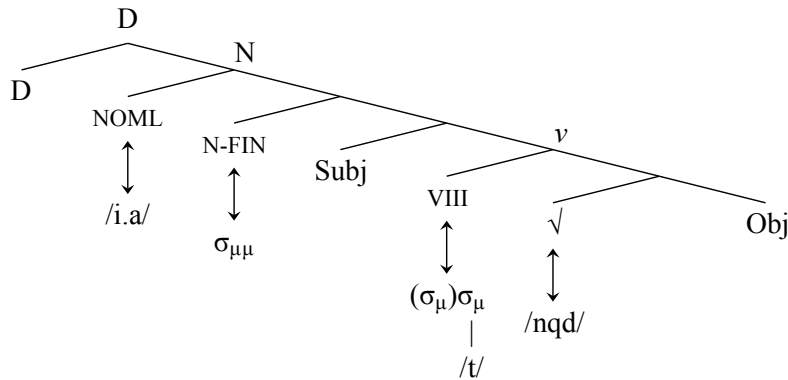 D
N
D
NOML
N-FIN
v
Subj
VIII
√
Obj
/i.a/
σμμ
(σμ)σμ
/nqd/
/t/